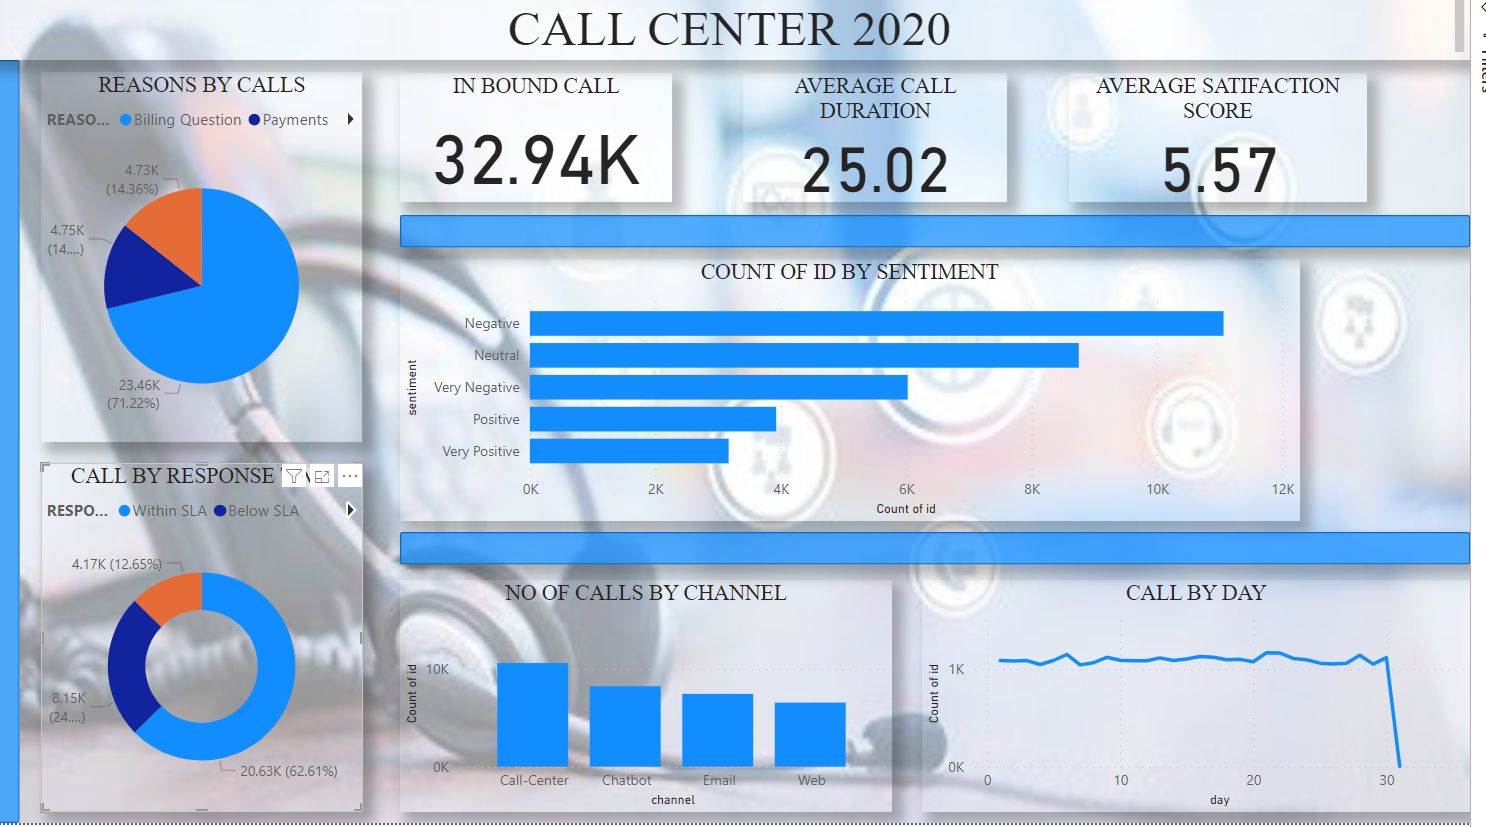 CALL CENTER 2020
Filters
REASONS BY CALLS
REASO... Billing Question Payments
4.73K
(14.36%)
4.75K
(14....)
23.46K
(71.22%)
IN BOUND CALL
32.94K
AVERAGE CALL
DURATION
25.02
AVERAGE SATIFACTION
SCORE
5.57
COUNT OF ID BY SENTIMENT
sentiment
Negative
Neutral
Very Negative
Positive
Very Positive
0K 2K 4K 6K 8K 10K 12K
Count of id
CALL BY RESPONSE
RESPO... Within SLA Below SLA
4.17K (12.65%)
8.15K
(24....)
20.63K (62.61%)
NO OF CALLS BY CHANNEL
Count of id
10K
0K
Call-Center Chatbot Email Web
channel
CALL BY DAY
Count of id
1K
0K
0 10 20 30
day